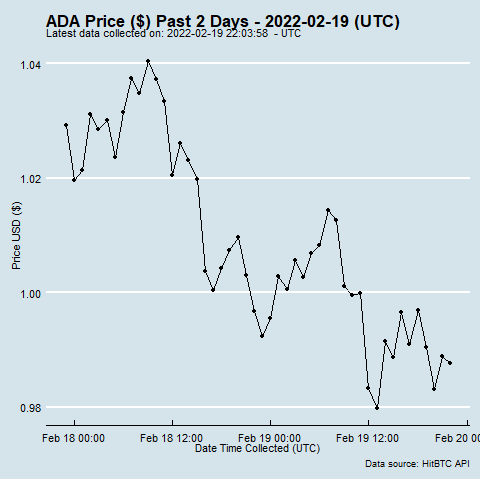 ADA Price ($) Past 2 Days - 2022-02-19 (UTC)
Latest data collected on: 2022-02-19 22:03:58 - UTC
1.04
1.02
1.00
0.98
Price USD ($)
Feb 18 00:00
Feb 18 12:00
Feb 19 00:00
Feb 19 12:00
Feb 20 00
Date Time Collected (UTC)
Data source: HitBTC API